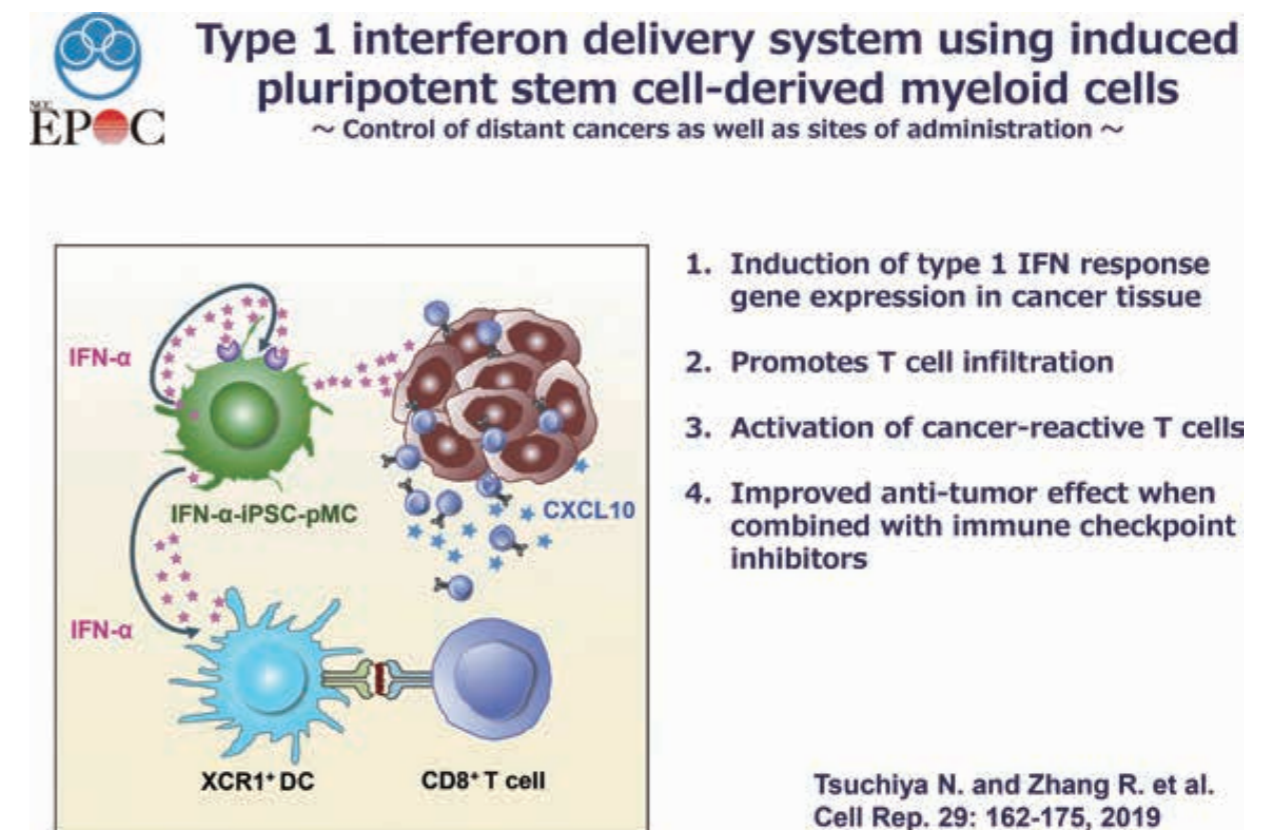 Type 1 interferon delivery system using induced
pluripotent stem cell-derived myeloid cells
～ Control of distant cancers as well as sites of administration ～
NCC
EPOC
IFN-α
IFN-α-iPSC-pMC
CXCL10
IFN-α
XCR1⁺ DC
CD8⁺ T cell
1. Induction of type 1 IFN response
gene expression in cancer tissue
2. Promotes T cell infiltration
3. Activation of cancer-reactive T cells
4. Improved anti-tumor effect when
combined with immune checkpoint
inhibitors
Tsuchiya N. and Zhang R. et al.
Cell Rep. 29: 162-175, 2019